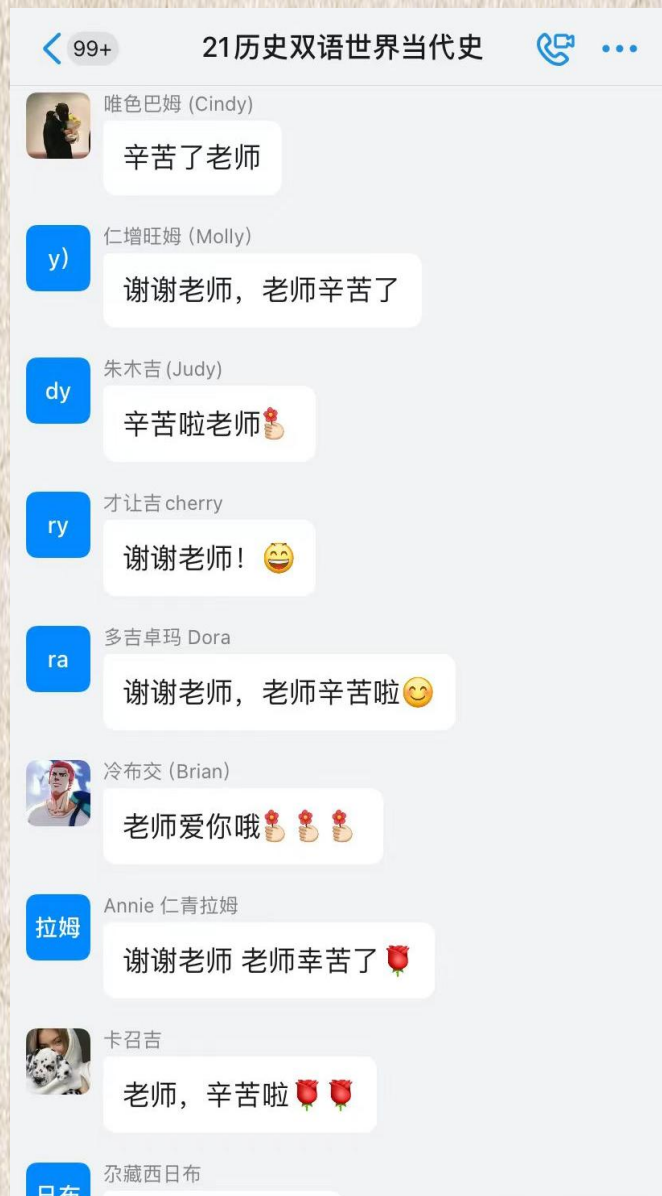 99+
21历史双语世界当代史
唯色巴姆 (Cindy)
辛苦了老师
y)
仁增旺姆 (Molly)
谢谢老师，老师辛苦了
dy
朱木吉 (Judy)
辛苦啦老师
ry
才让吉 cherry
谢谢老师！😄
ra
多吉卓玛 Dora
谢谢老师，老师辛苦啦😊
冷布交 (Brian)
老师爱你哦
拉姆
Annie 仁青拉姆
谢谢老师 老师幸苦了🌹
卡召吉
老师，辛苦啦🌹🌹
日布
尕藏西日布